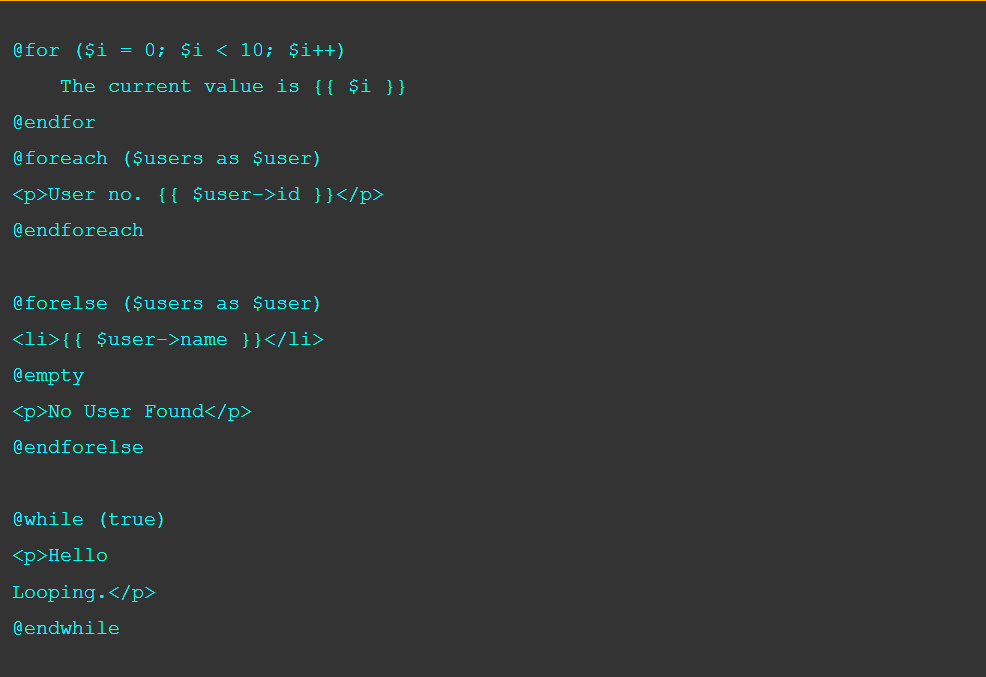 @for ($i = 0; $i < 10; $i++)
    The current value is {{ $i }}
@endfor
@foreach ($users as $user)
<p>User no. {{ $user->id }}</p>
@endforeach

@forelse ($users as $user)
<li>{{ $user->name }}</li>
@empty
<p>No User Found</p>
@endforelse

@while (true)
<p>Hello
Looping.</p>
@endwhile